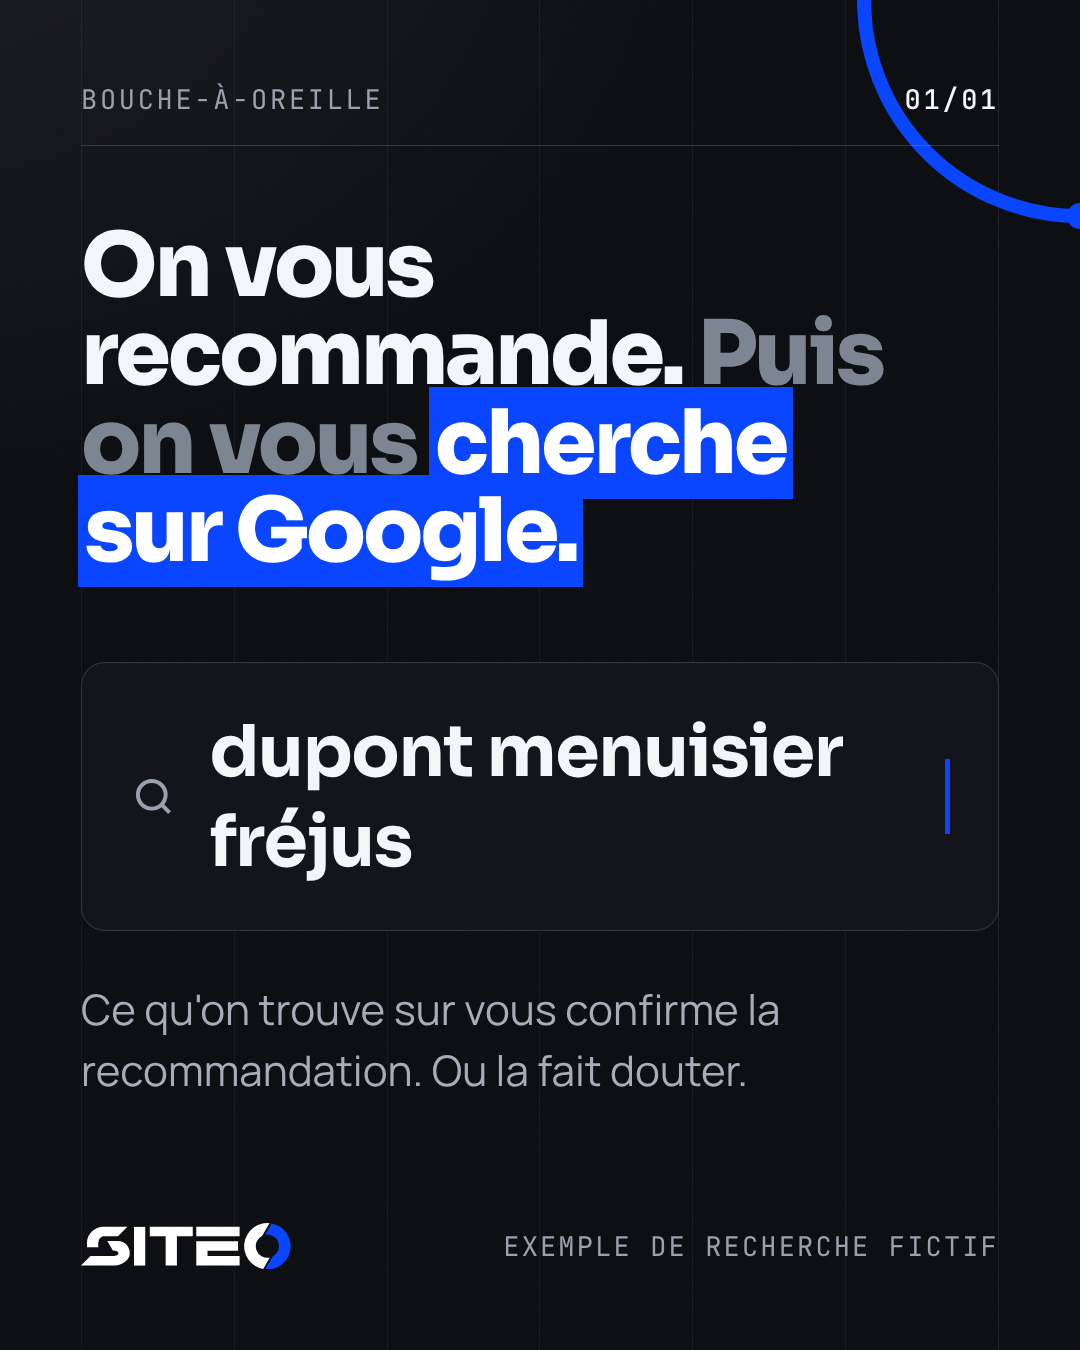 BOUCHE-À-OREILLE
01/01
On vous
recommande. Puis
on vous cherche
sur Google.
dupont menuisier
fréjus
Ce qu'on trouve sur vous confirme la
recommandation. Ou la fait douter.
SITEO
EXEMPLE DE RECHERCHE FICTIF